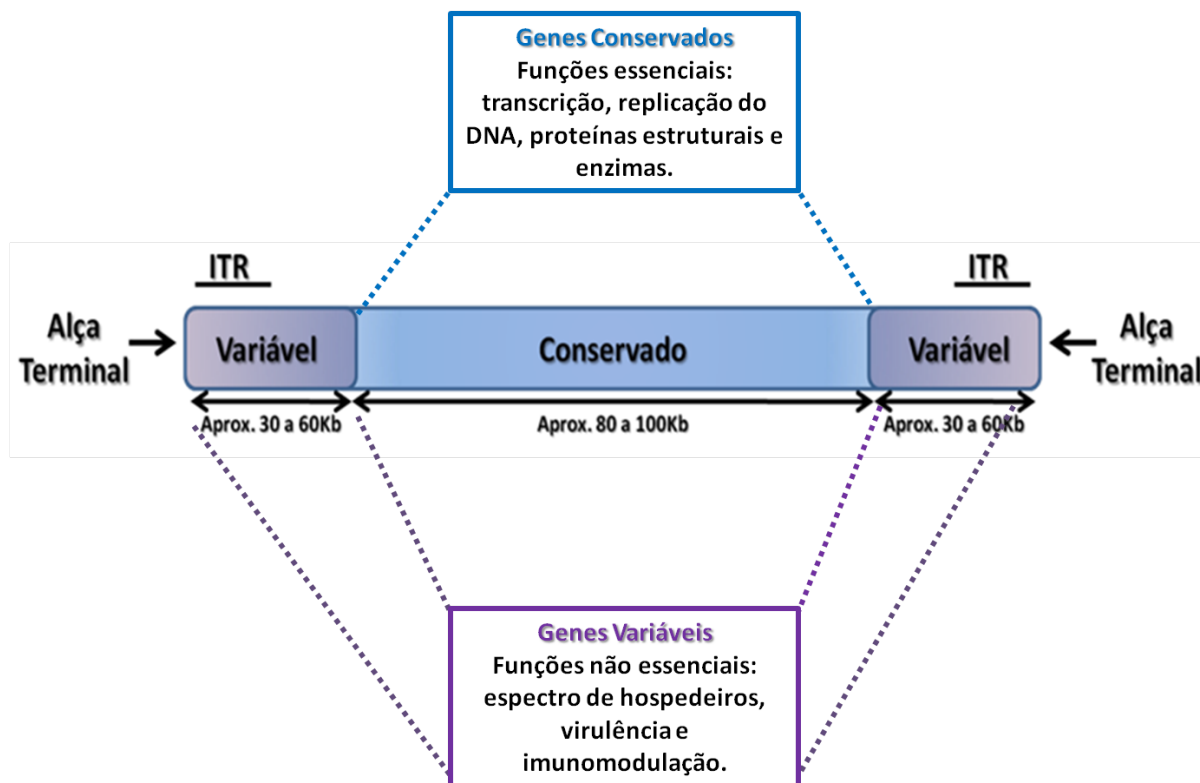 Genes Conservados
Funções essenciais:
transcrição, replicação do
DNA, proteínas estruturais e
enzimas.
ITR
ITR
Alça
Terminal
Variável
Conservado
Variável
Alça
Terminal
Aprox. 30 a 60Kb
Aprox. 80 a 100Kb
Aprox. 30 a 60Kb
Genes Variáveis
Funções não essenciais:
espectro de hospedeiros,
virulência e
imunomodulação.